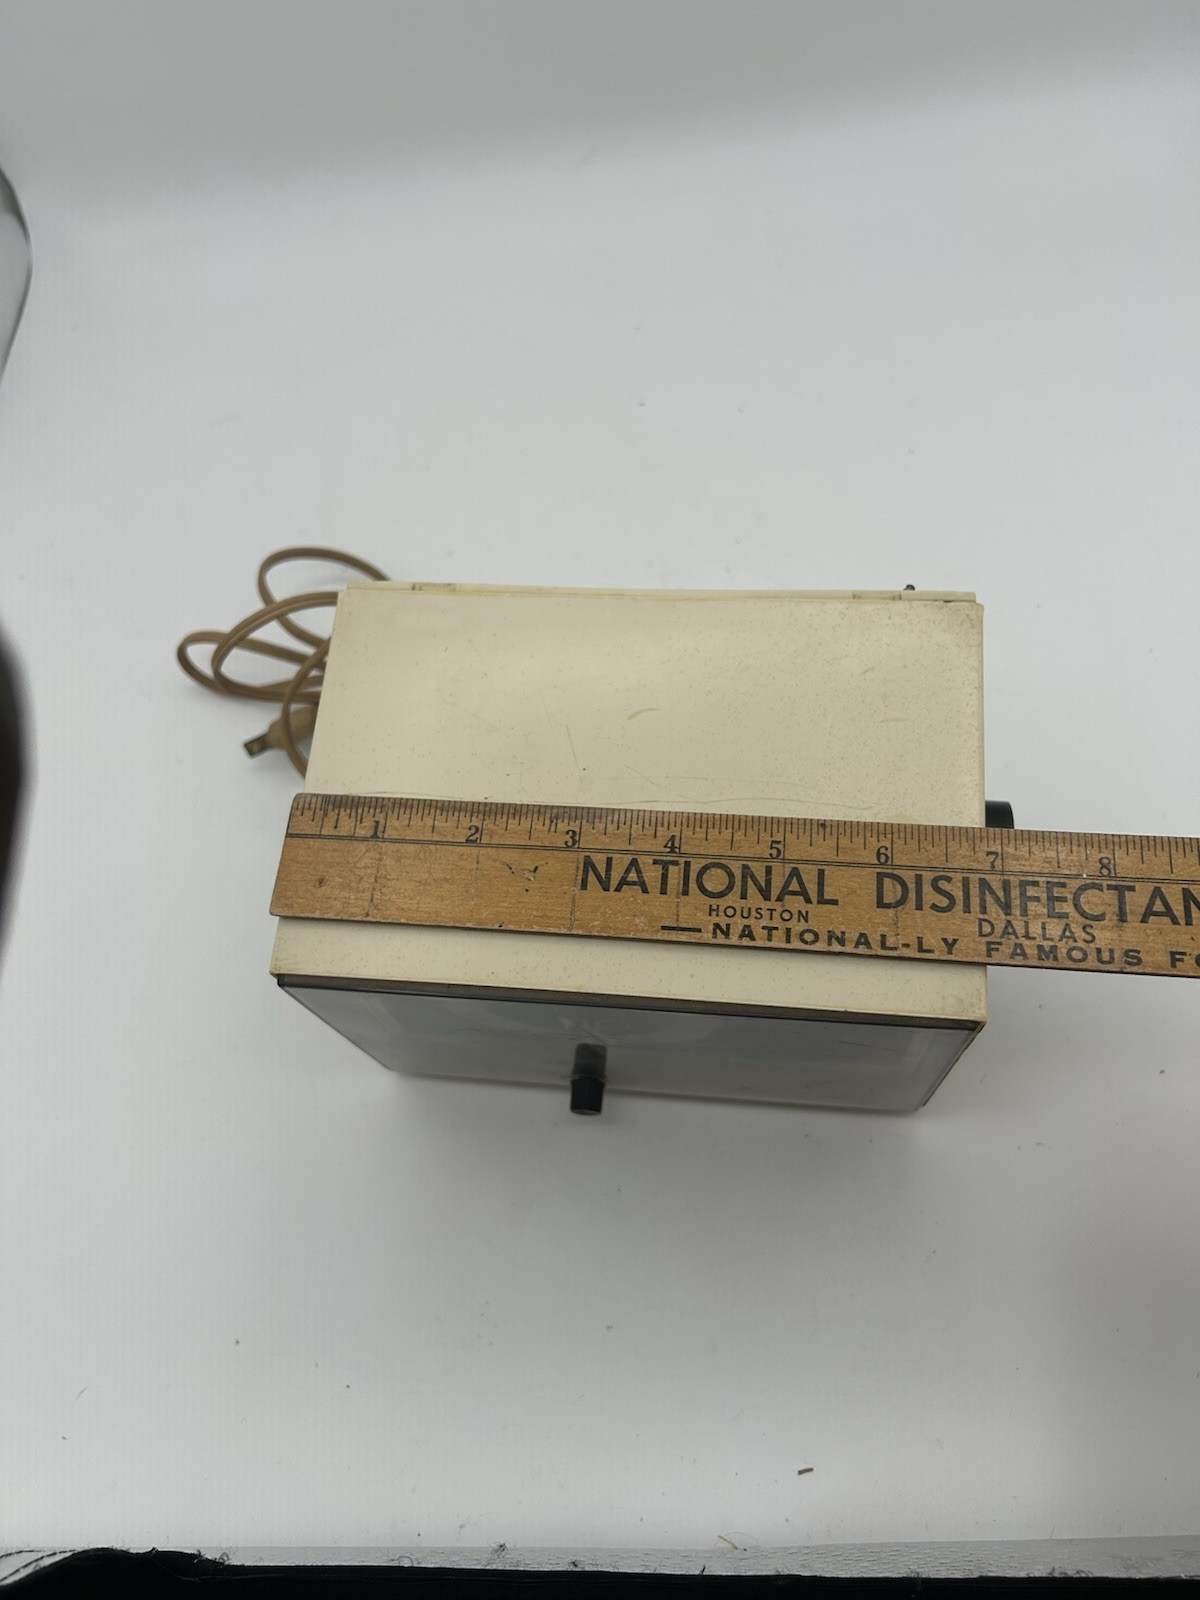 1 2 3 4 5 6 7 8
NATIONAL DISINFECTAN
HOUSTON DALLAS
—NATIONAL-LY FAMOUS F